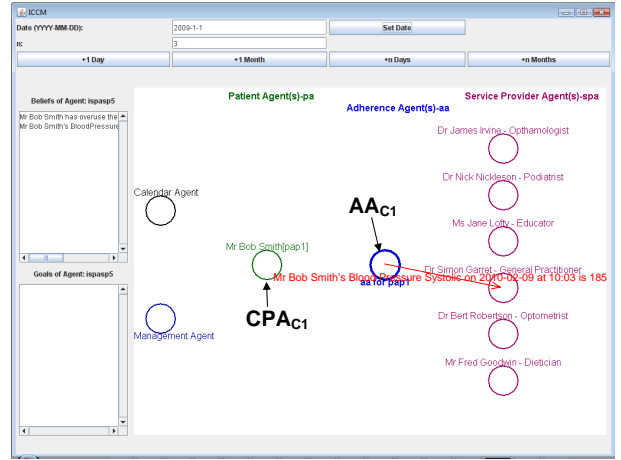 ICCM
Date (YYYY-MM-DD):
2009-1-1
Set Date
n:
3
+1 Day
+1 Month
+n Days
+n Months
Beliefs of Agent: ispasp5
Mr Bob Smith has overuse the
Mr Bob Smith's BloodPressure
Goals of Agent: ispasp5
Patient Agent(s)-pa
Adherence Agent(s)-aa
Service Provider Agent(s)-spa
Dr James Irvine - Opthamologist
Dr Nick Nickleson - Podiatrist
Calendar Agent
AAC1
Ms Jane Lofty - Educator
Mr Bob Smith[pap1]
Dr Simon Garret - General Practitioner
Mr Bob Smith's Blood Pressure Systolic on 2010-02-09 at 10:03 is 185
aa for pap1
CPAC1
Dr Bert Robertson - Optometrist
Management Agent
Mr Fred Goodwin - Dietician